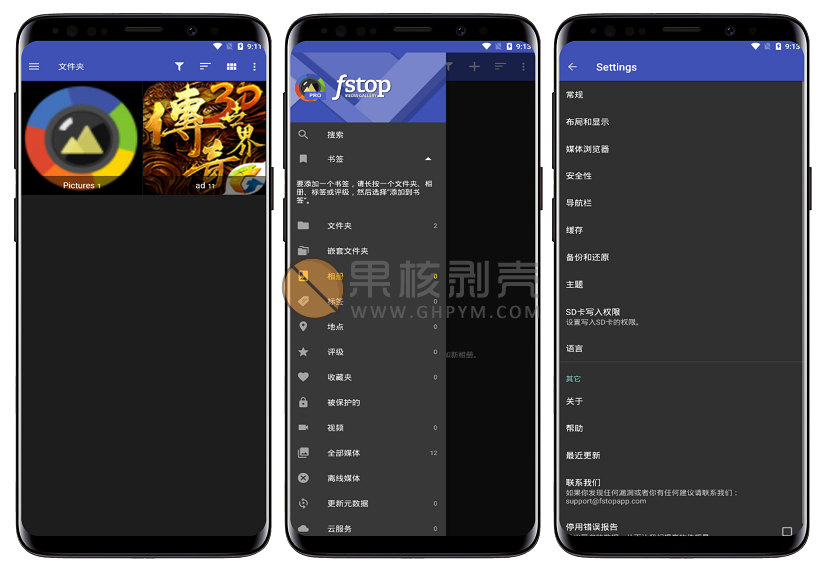 9:11
文件夹
傳奇
3D
世界
Pictures 1
ad 11
9:13
PRO
fstop
MEDIA GALLERY
搜索
书签
要添加一个书签，请长按一个文件夹、相
册、标签或评级，然后选择“添加到书
签”。
文件夹 2
嵌套文件夹
相册 0
标签 0
地点 0
评级 0
收藏夹 0
被保护的
视频 0
全部媒体 12
离线媒体
更新元数据
云服务 0
和新相册。
果核剥壳
WWW.GHPYM.COM
9:13
Settings
常规
布局和显示
媒体浏览器
安全性
导航栏
缓存
备份和还原
主题
SD卡写入权限
设置写入SD卡的权限。
语言
其它
关于
帮助
最近更新
联系我们
如果你发现任何漏洞或者你有任何建议请联系我们：
support@fstopapp.com
停用错误报告